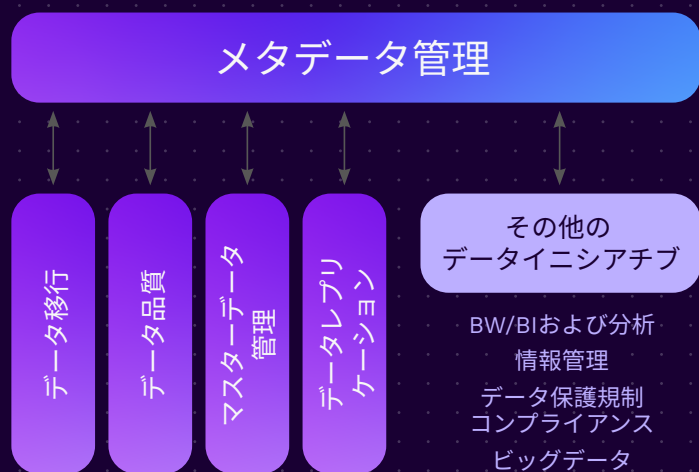 メタデータ管理
データ移行
データ品質
マスターデータ
管理
データレプリ
ケーション
その他の
データイニシアチブ
BW/BIおよび分析
情報管理
データ保護規制
コンプライアンス
ビッグデータ